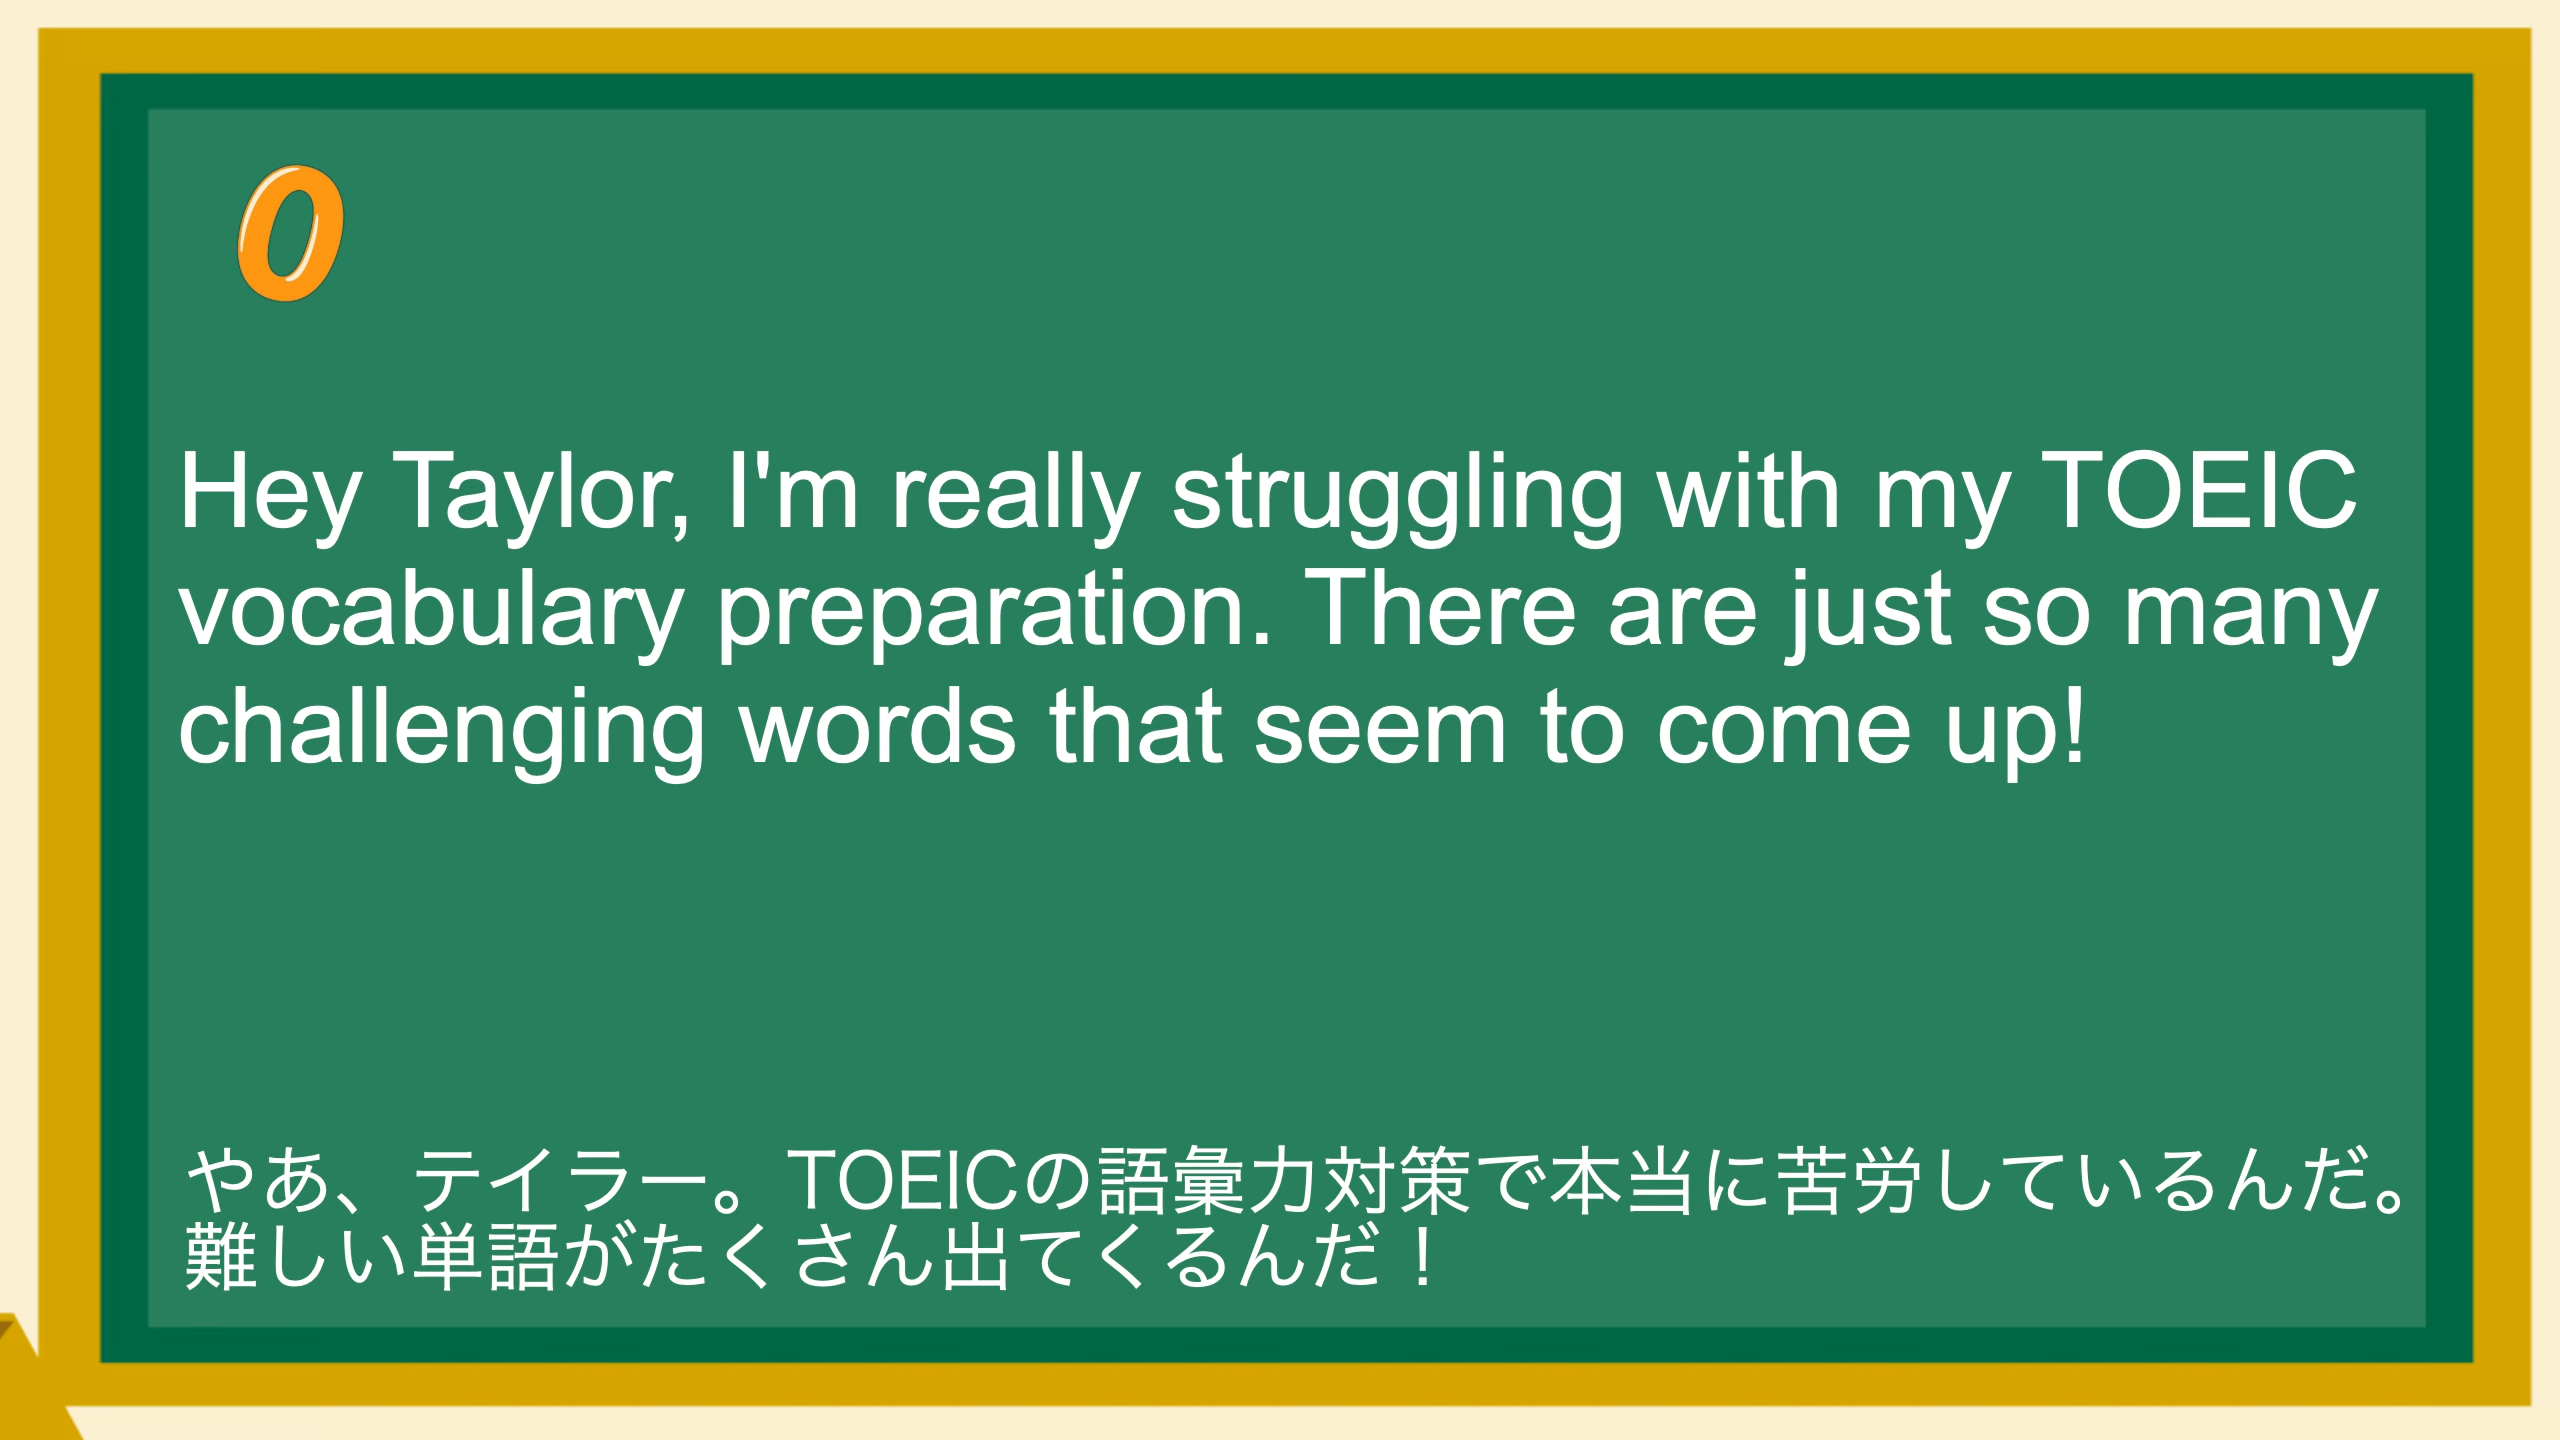 0
Hey Taylor, I'm really struggling with my TOEIC
vocabulary preparation. There are just so many
challenging words that seem to come up!
やあ、テイラー。TOEICの語彙力対策で本当に苦労しているんだ。
難しい単語がたくさん出てくるんだ！